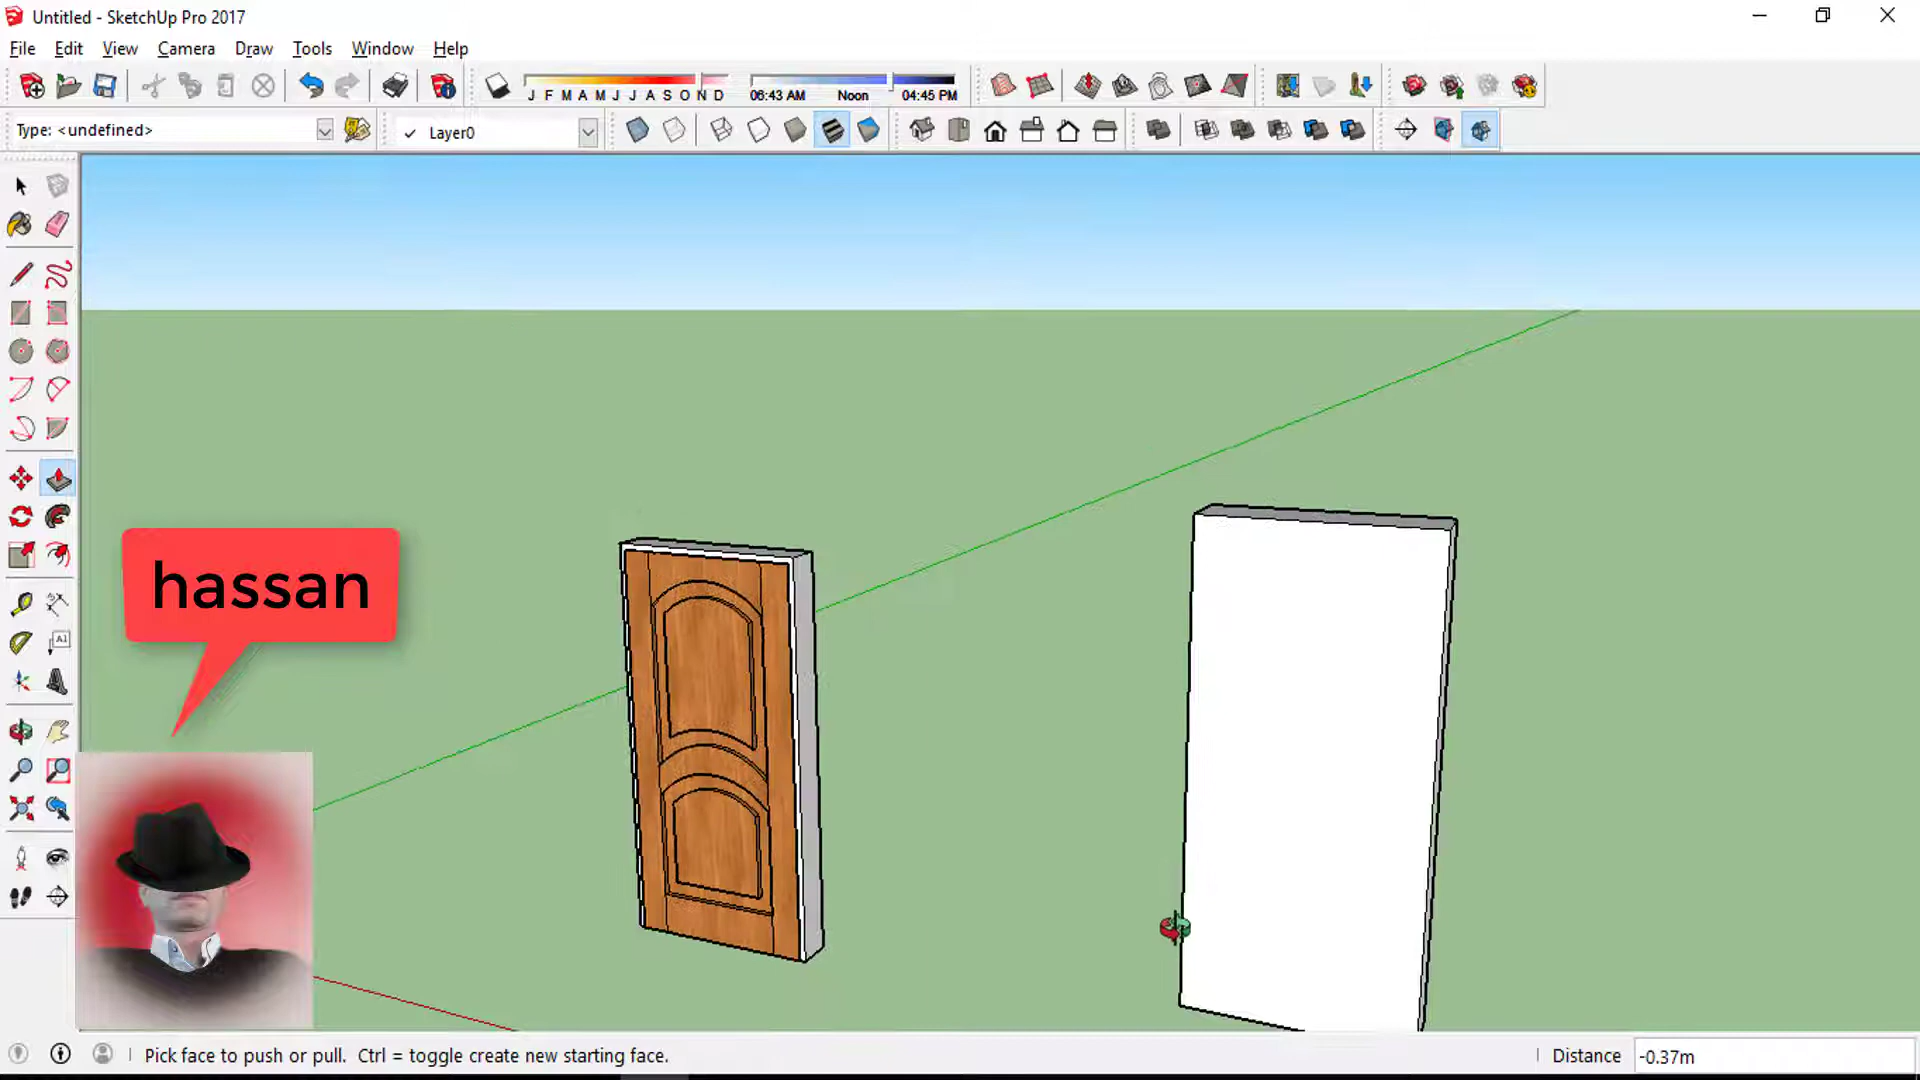 Untitled - SketchUp Pro 2017
File Edit View Camera Draw Tools Window Help
J F M A M J J A S O N D 06:43 AM Noon 04:45 PM
Type: <undefined> ✓ Layer0
A1
hassan
Pick face to push or pull. Ctrl = toggle create new starting face. Distance -0.37m